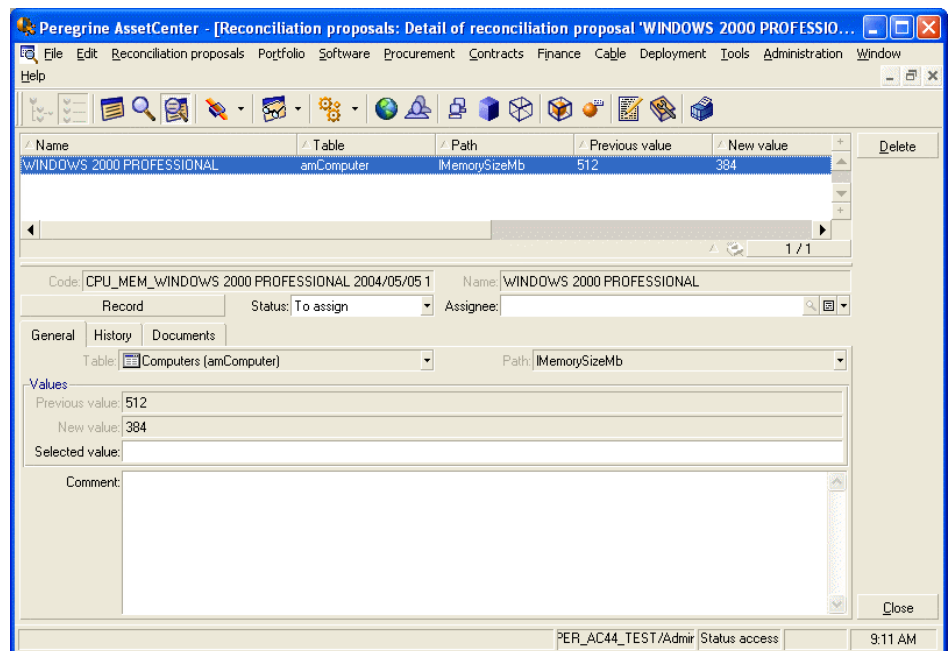 Peregrine AssetCenter - [Reconciliation proposals: Detail of reconciliation proposal 'WINDOWS 2000 PROFESSIO...
File Edit Reconciliation proposals Portfolio Software Procurement Contracts Finance Cable Deployment Tools Administration Window
Help
Name Table Path Previous value New value
Delete
WINDOWS 2000 PROFESSIONAL amComputer lMemorySizeMb 512 384
1 / 1
Code: CPU_MEM_WINDOWS 2000 PROFESSIONAL 2004/05/05 1 Name: WINDOWS 2000 PROFESSIONAL
Record Status: To assign Assignee:
General History Documents
Table: Computers (amComputer) Path: lMemorySizeMb
Values
Previous value: 512
New value: 384
Selected value:
Comment:
Close
PER_AC44_TEST/Admin Status access 9:11 AM